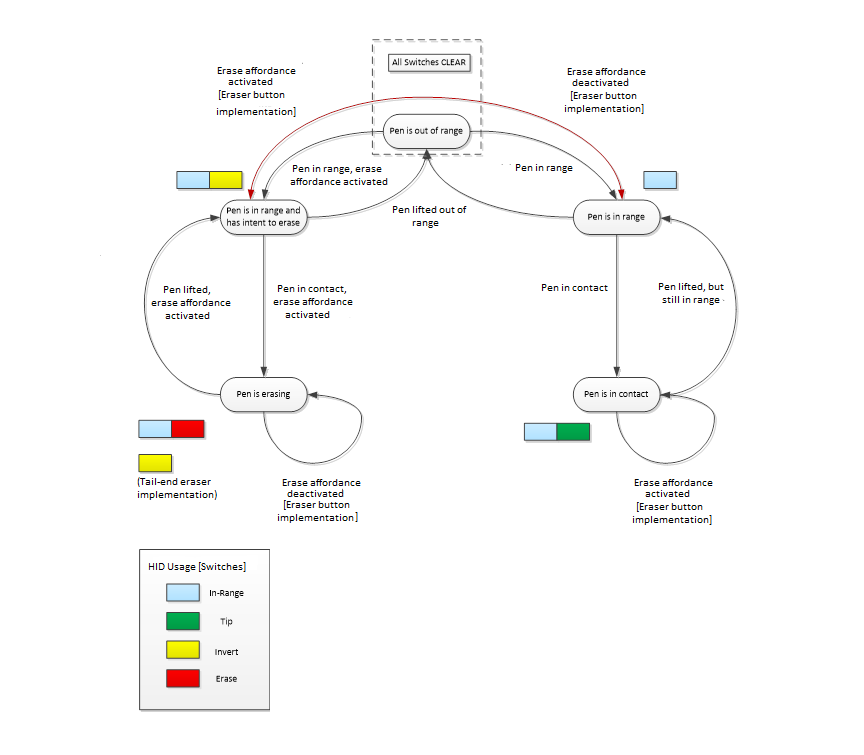 All Switches CLEAR
Erase affordance
activated
[Eraser button
implementation]
Erase affordance
deactivated
[Eraser button
implementation]
Pen is out of range
Pen in range, erase
affordance activated
Pen in range
Pen is in range and
has intent to erase
Pen lifted out of
range
Pen is in range
Pen lifted,
erase affordance
activated
Pen in contact,
erase affordance
activated
Pen in contact
Pen lifted, but
still in range
Pen is erasing
Pen is in contact
(Tail-end eraser
implementation)
Erase affordance
deactivated
[Eraser button
implementation]
Erase affordance
activated
[Eraser button
implementation]
HID Usage [Switches]
In-Range
Tip
Invert
Erase